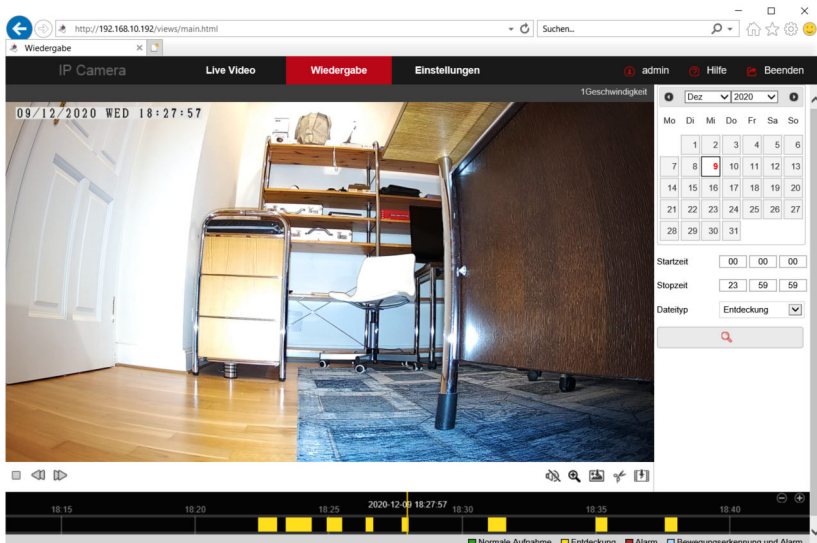 http://192.168.10.192/views/main.html
Suchen...
Wiedergabe
IP Camera Live Video Wiedergabe Einstellungen admin Hilfe Beenden
1Geschwindigkeit
09/12/2020 WED 18:27:57
Dez 2020
Mo Di Mi Do Fr Sa So
1 2 3 4 5 6
7 8 9 10 11 12 13
14 15 16 17 18 19 20
21 22 23 24 25 26 27
28 29 30 31
Startzeit 00 00 00
Stopzeit 23 59 59
Dateityp Entdeckung
2020-12-09 18:27:57
18:15 18:20 18:25 18:30 18:35 18:40
Normale Aufnahme Entdeckung Alarm Bewegungserkennung und Alarm